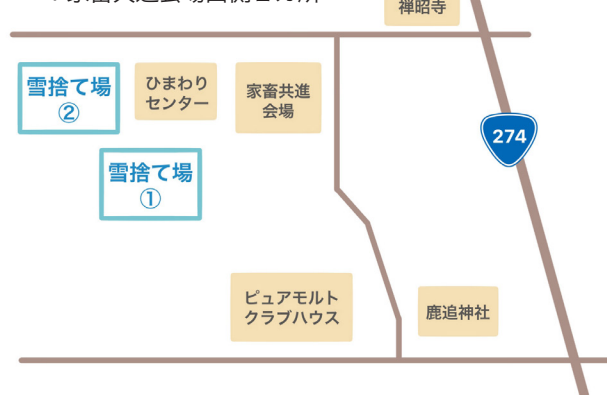 禅昭寺
雪捨て場
②
ひまわり
センター
家畜共進
会場
274
雪捨て場
①
ピュアモルト
クラブハウス
鹿追神社